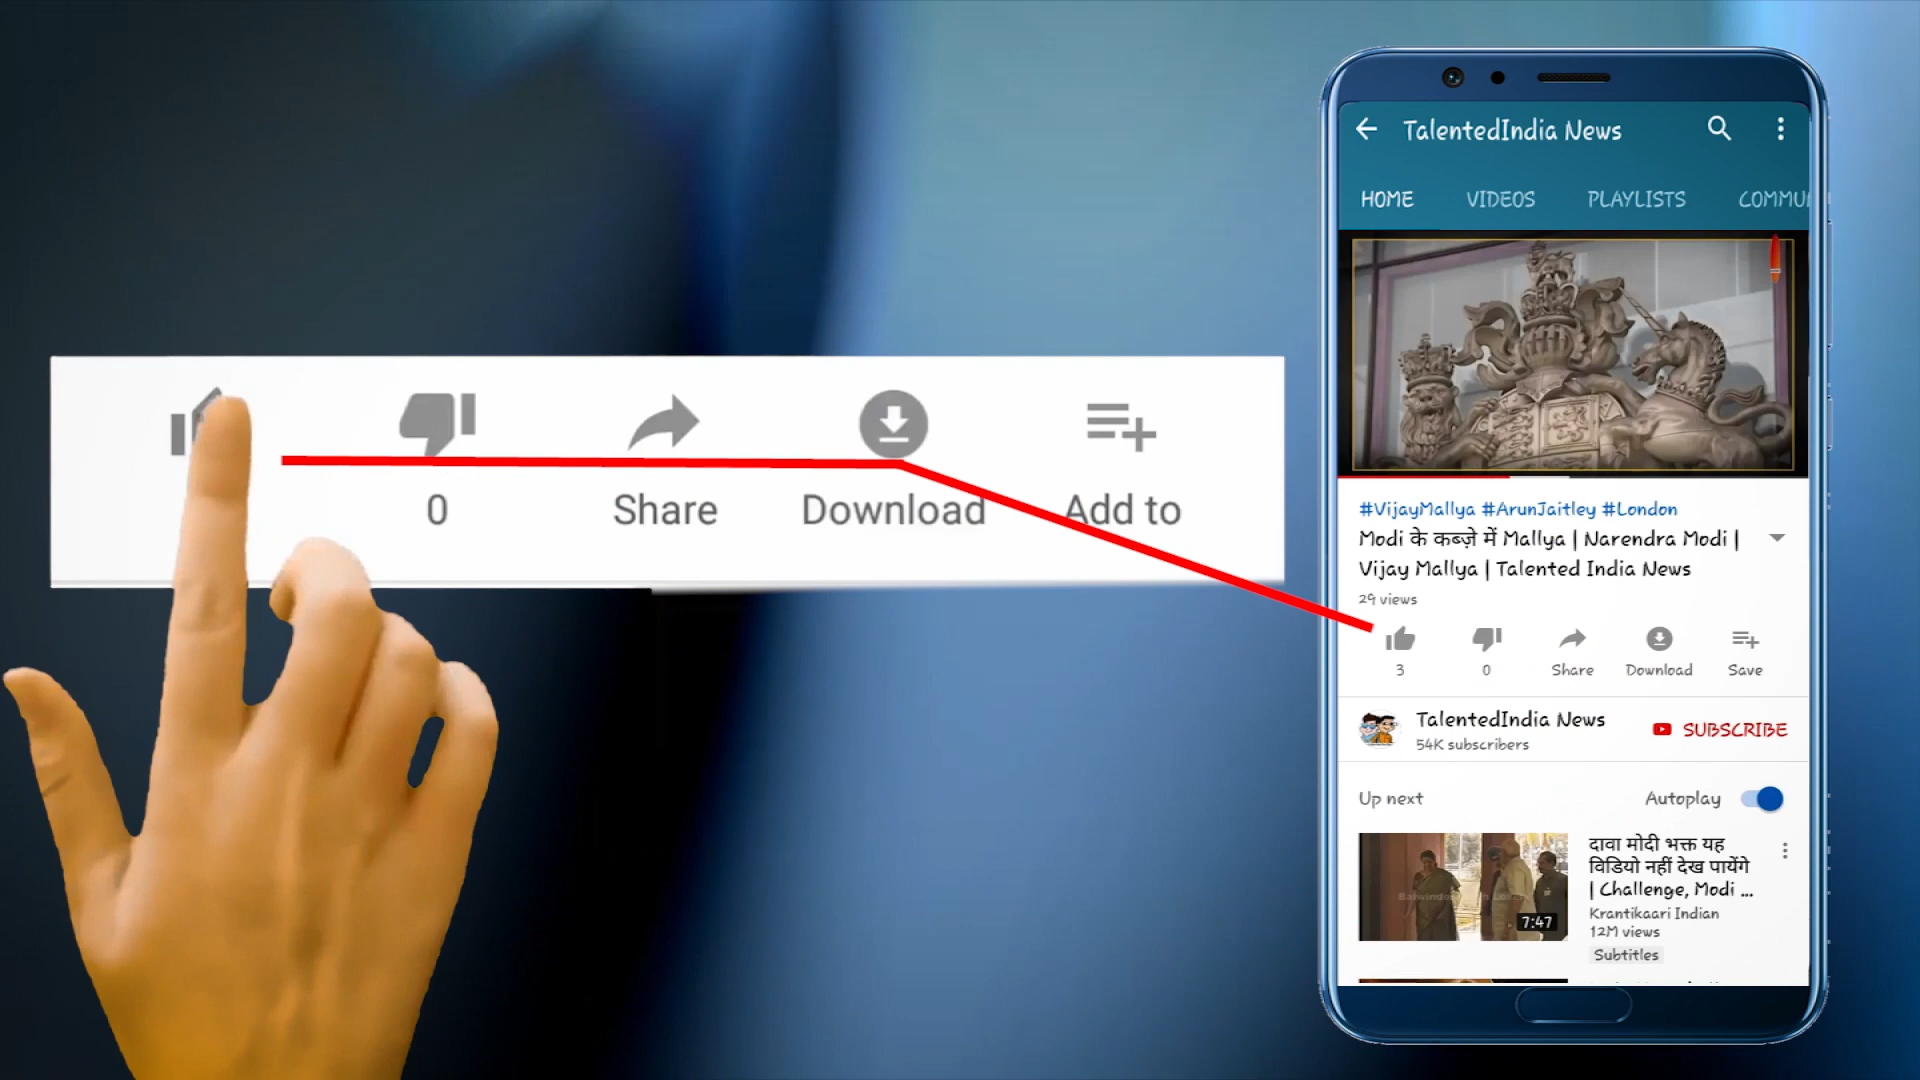 0
Share
Download
Add to
TalentedIndia News
HOME VIDEOS PLAYLISTS COMMU
#VijayMallya #ArunJaitley #London
Modi के कब्ज़े में Mallya | Narendra Modi |
Vijay Mallya | Talented India News
29 views
3 0 Share Download Save
TalentedIndia News
54K subscribers
SUBSCRIBE
Up next Autoplay
7:47
दावा मोदी भक्त यह
विडियो नहीं देख पायेंगे
| Challenge, Modi ...
Krantikaari Indian
12M views
Subtitles